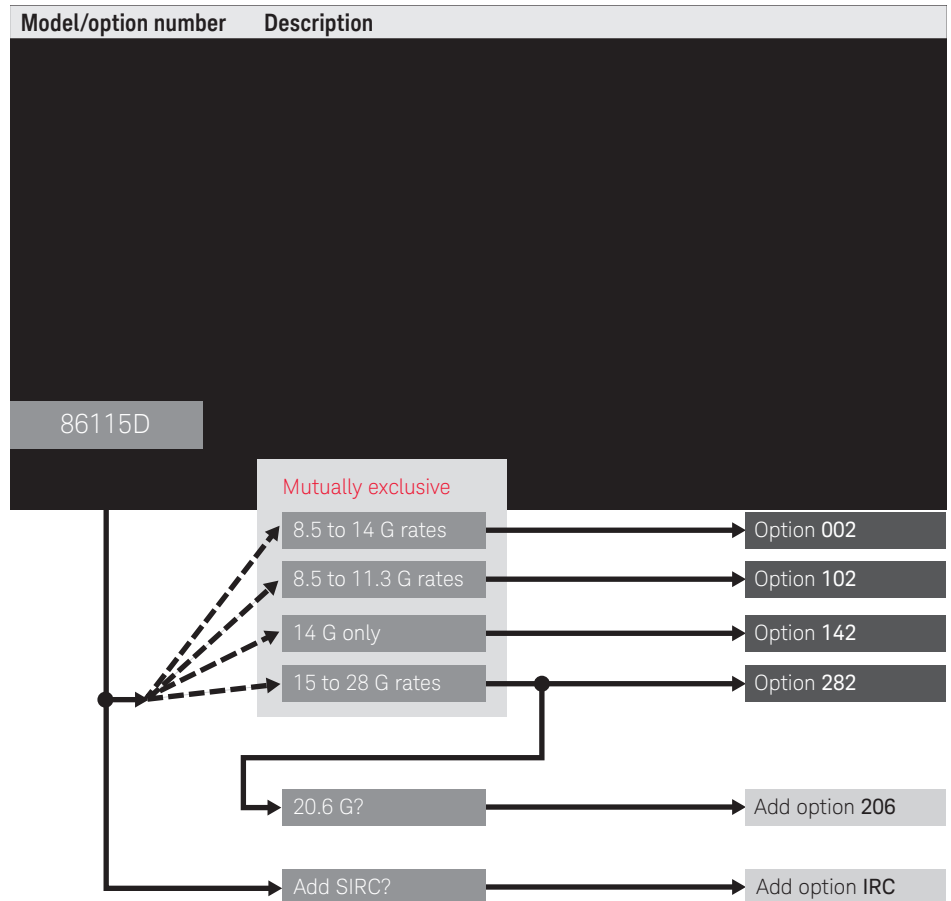 Model/option number Description
86115D
Mutually exclusive
8.5 to 14 G rates Option 002
8.5 to 11.3 G rates Option 102
14 G only Option 142
15 to 28 G rates Option 282
20.6 G? Add option 206
Add SIRC? Add option IRC